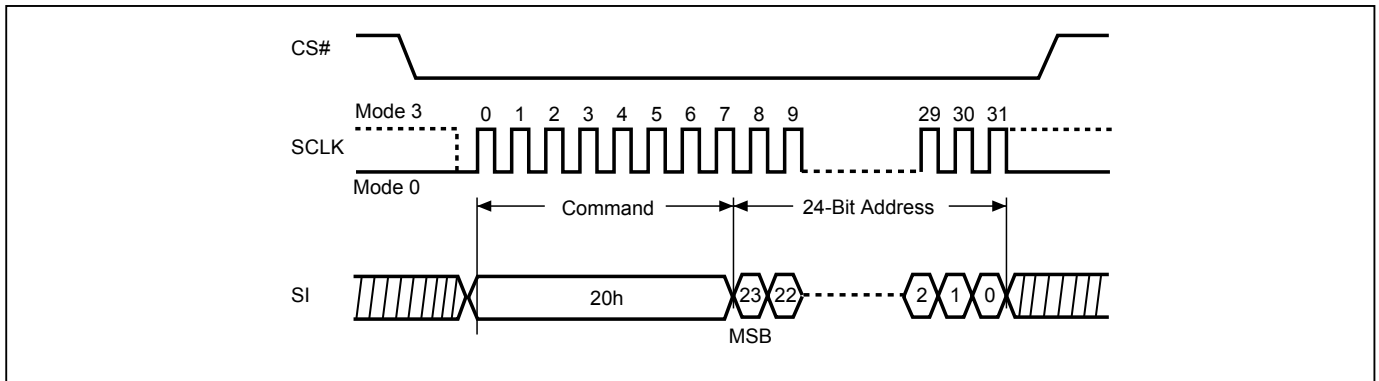 CS#
Mode 3
0 1 2 3 4 5 6 7 8 9 29 30 31
SCLK
Mode 0
Command 24-Bit Address
SI 20h 23 22 2 1 0
MSB